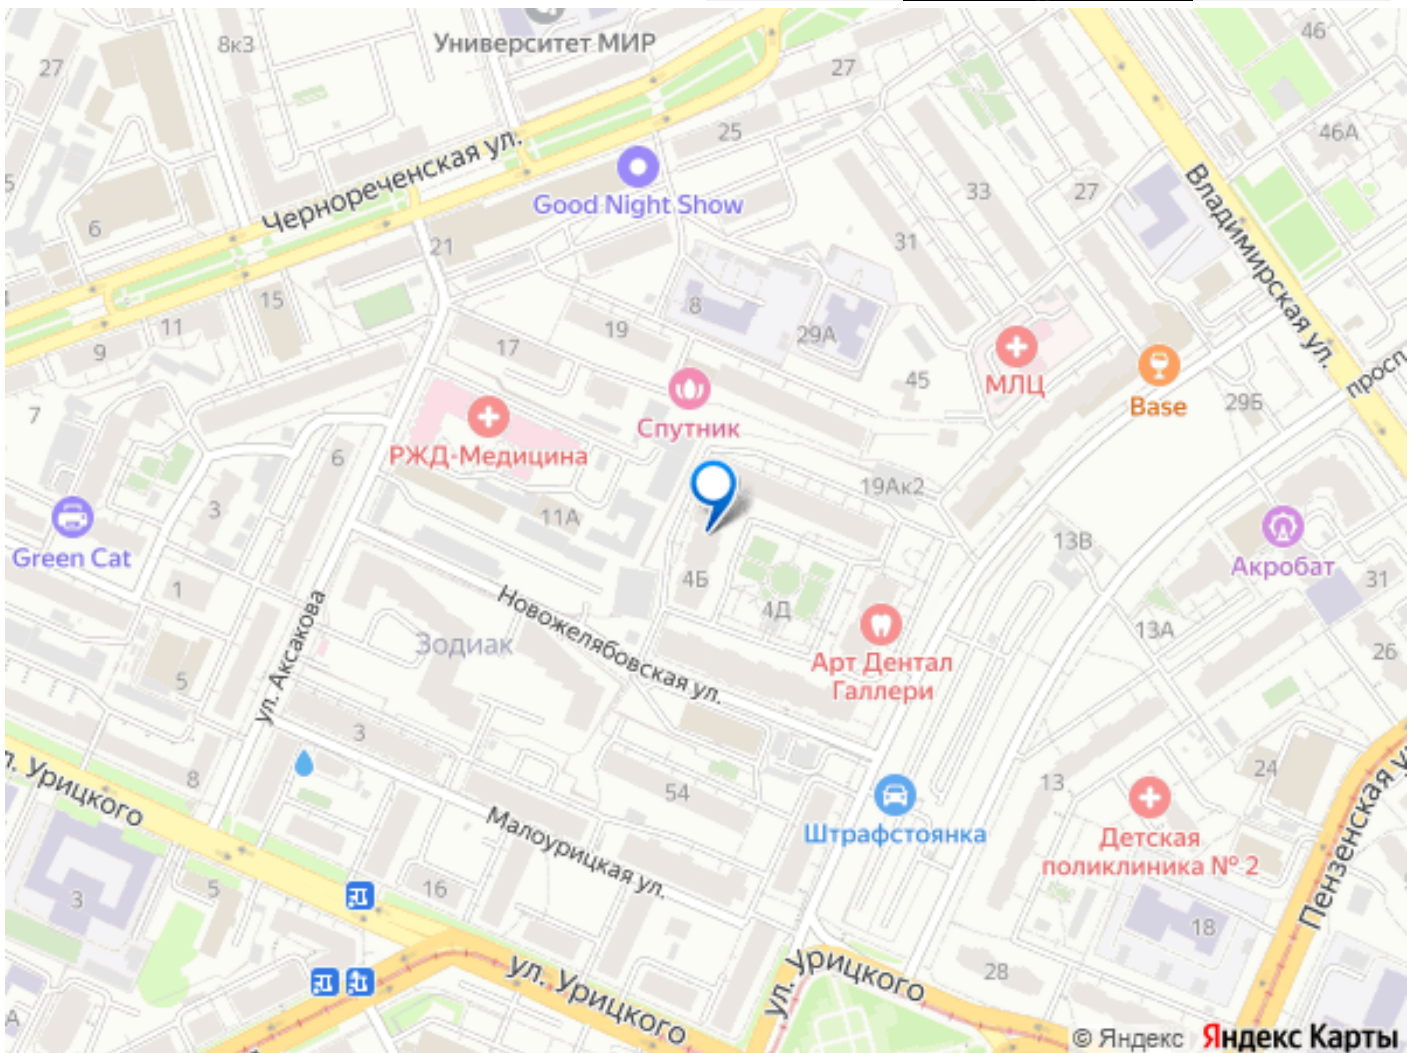 46
8к3
Университет МИР
27
27
46А
25
Чернореченская ул.
Good Night Show
33
27
Владимирская ул.
6
31
21
15
8
11
19
29А
17
9
45
МЛЦ
просп
Base
29Б
7
Спутник
РЖД-Медицина
6
19Ак2
3
11А
Green Cat
13В
Акробат
4Б
31
1
Новожелябовская ул.
4Д
ул. Аксакова
Зодиак
13А
Арт Дентал
Галлери
26
5
3
л. Урицкого
8
54
13
24
Штрафстоянка
Малоурицкая ул.
Детская
поликлиника № 2
Пензенская у
16
5
3
18
28
ул. Урицкого
ул.
Урицкого
А
© Яндекс Яндекс Карты